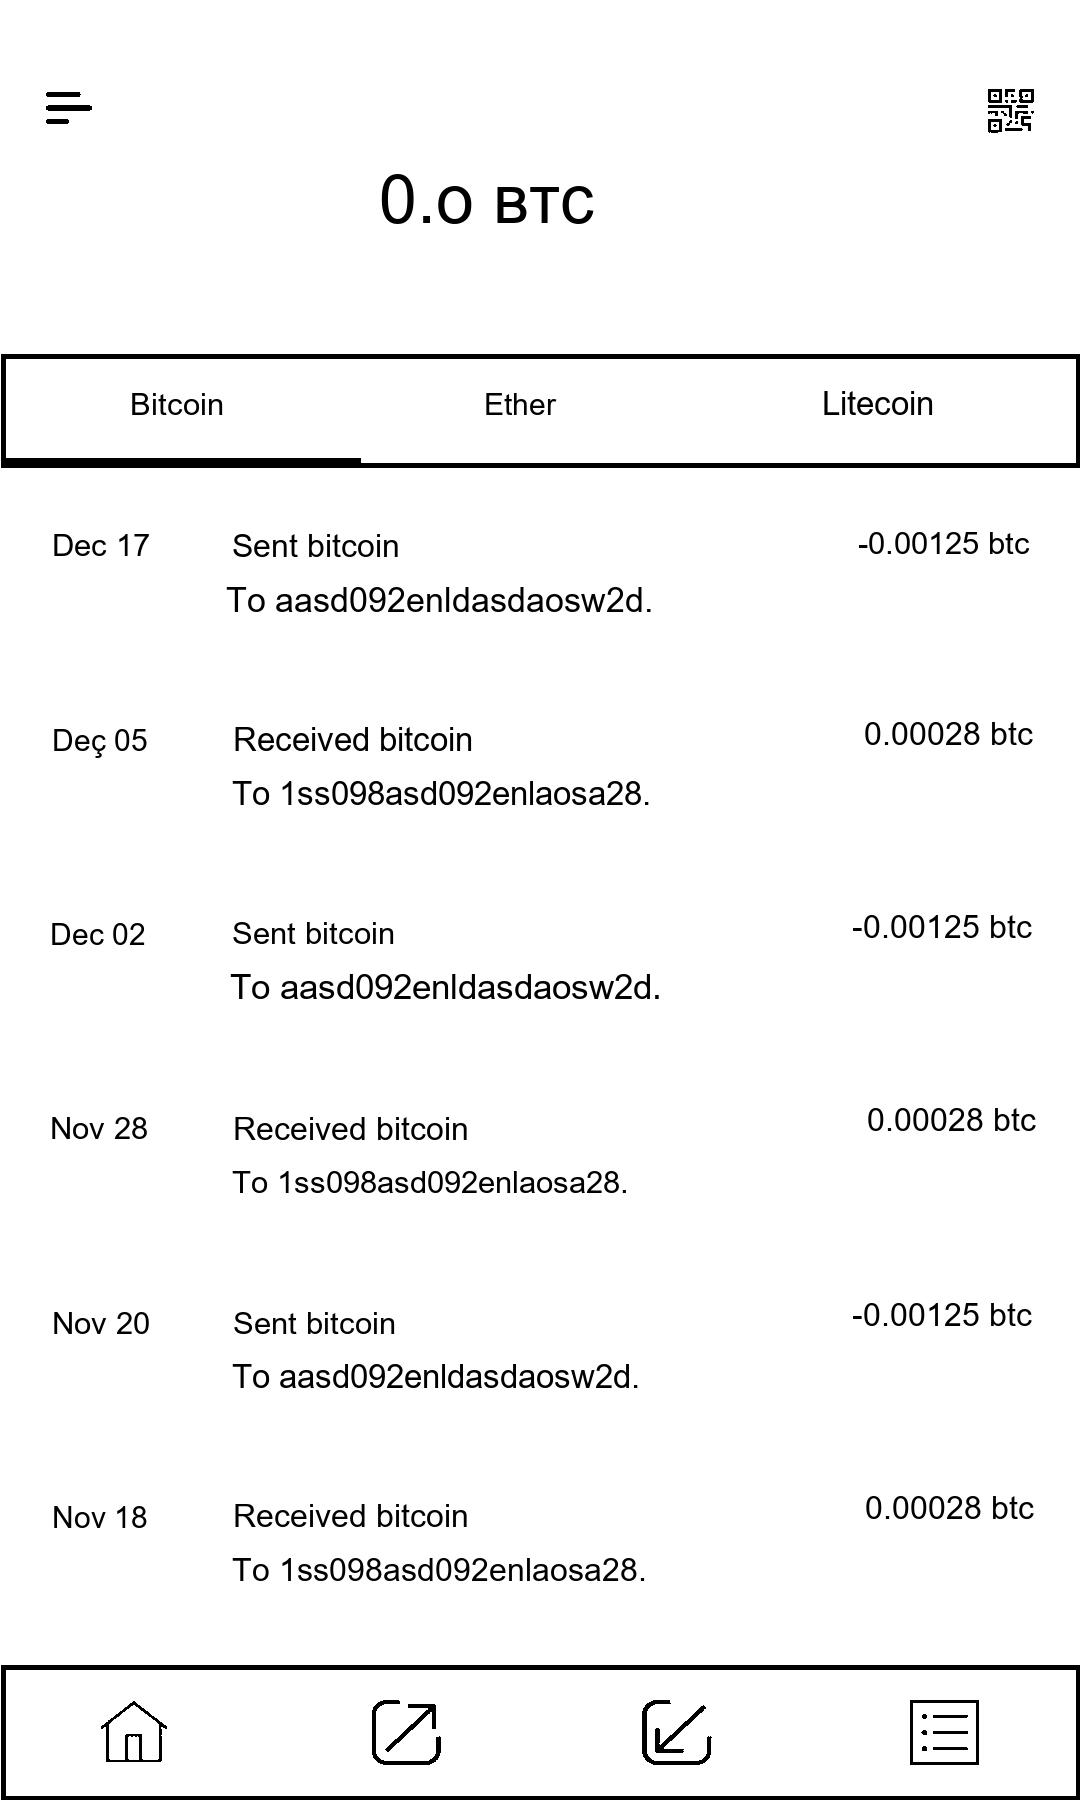 0.0 BTC
Bitcoin Ether Litecoin
Dec 17 Sent bitcoin -0.00125 btc
To aasd092enldasdaosw2d.
Deç 05 Received bitcoin 0.00028 btc
To 1ss098asd092enlaosa28.
Dec 02 Sent bitcoin -0.00125 btc
To aasd092enldasdaosw2d.
Nov 28 Received bitcoin 0.00028 btc
To 1ss098asd092enlaosa28.
Nov 20 Sent bitcoin -0.00125 btc
To aasd092enldasdaosw2d.
Nov 18 Received bitcoin 0.00028 btc
To 1ss098asd092enlaosa28.